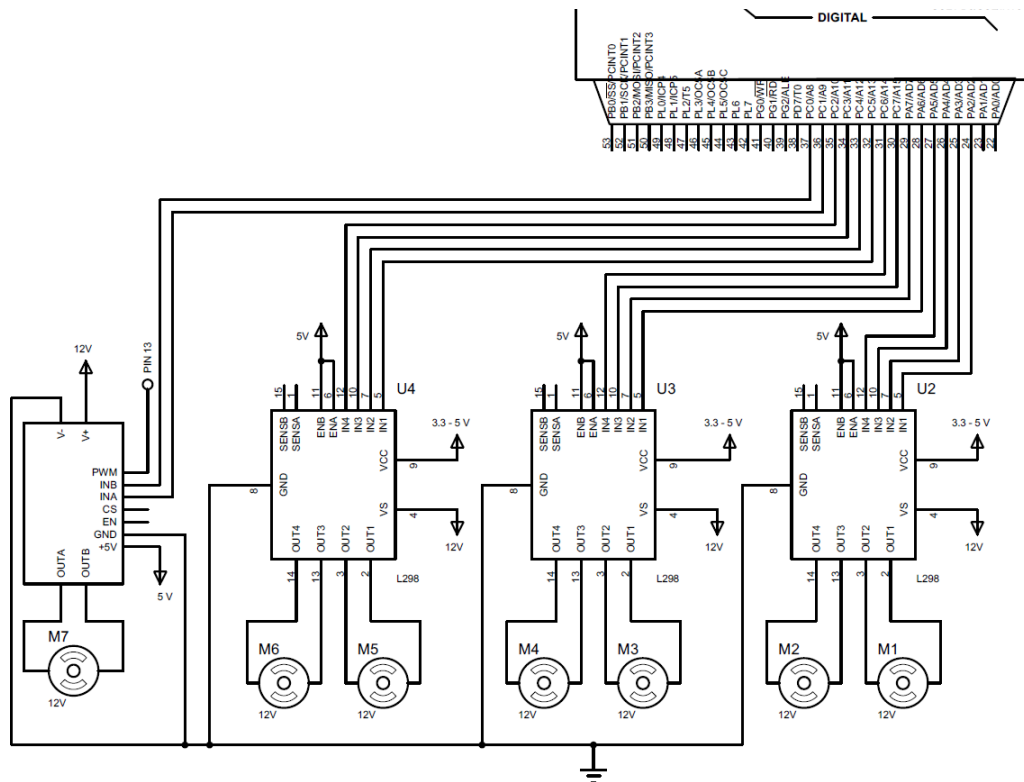 DIGITAL
PB0/SS/PCINT0
PB1/SCK/PCINT1
PB2/MOSI/PCINT2
PB3/MISO/PCINT3
PL0/ICP4
PL1/ICP5
PL2/T5
PL3/OC5A
PL4/OC5B
PL5/OC5C
PL6
PL7
PG0/WR
PG1/RD
PG2/ALE
PD7/T0
PC0/A8
PC1/A9
PC2/A10
PC3/A11
PC4/A12
PC5/A13
PC6/A14
PC7/A15
PA7/AD7
PA6/AD6
PA5/AD5
PA4/AD4
PA3/AD3
PA2/AD2
PA1/AD1
PA0/AD0
53 52 51 50 49 48 47 46 45 44 43 42 41 40 39 38 37 36 35 34 33 32 31 30 29 28 27 26 25 24 23 22
12V
PIN 13
V-
V+
PWM
INB
INA
CS
EN
GND
+5V
OUTA
OUTB
5 V
M7
12V
5V
15 1 11 6 12 10 7 5
U4
SENSB SENSA ENB ENA IN4 IN3 IN2 IN1
3.3 - 5 V
VCC
9
8
GND
VS
4
12V
OUT4 OUT3 OUT2 OUT1
14 13 3 2
L298
M6
M5
12V
12V
5V
15 1 11 6 12 10 7 5
U3
SENSB SENSA ENB ENA IN4 IN3 IN2 IN1
3.3 - 5 V
VCC
9
8
GND
VS
4
12V
OUT4 OUT3 OUT2 OUT1
14 13 3 2
L298
M4
M3
12V
12V
5V
15 1 11 6 12 10 7 5
U2
SENSB SENSA ENB ENA IN4 IN3 IN2 IN1
3.3 - 5 V
VCC
9
8
GND
VS
4
12V
OUT4 OUT3 OUT2 OUT1
14 13 3 2
L298
M2
M1
12V
12V